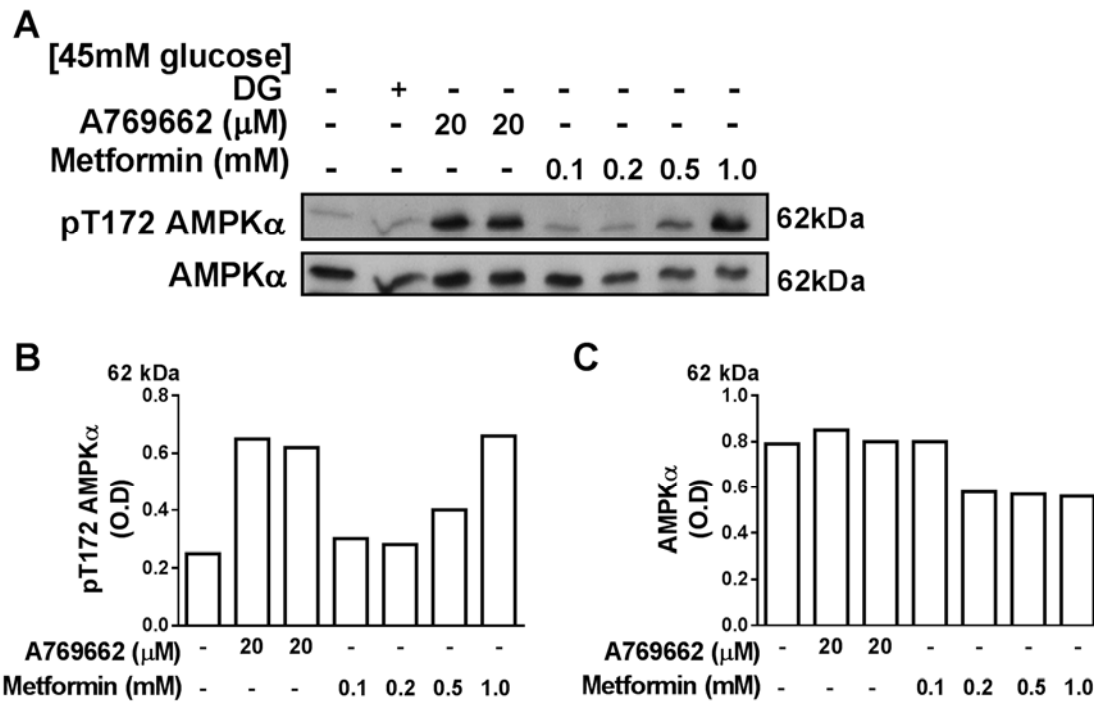 A
[45mM glucose]
DG - + - - - - - -
A769662 (μM) - - 20 20 - - - -
Metformin (mM) - - - - 0.1 0.2 0.5 1.0
pT172 AMPKα 62kDa
AMPKα 62kDa
B
62 kDa
0.8
0.6
0.4
0.2
0.0
pT172 AMPKα
(O.D)
A769662 (μM) - 20 20 - - - -
Metformin (mM) - - - 0.1 0.2 0.5 1.0
C
62 kDa
1.0
0.8
0.6
0.4
0.2
0.0
AMPKα
(O.D)
A769662 (μM) - 20 20 - - - -
Metformin (mM) - - - 0.1 0.2 0.5 1.0